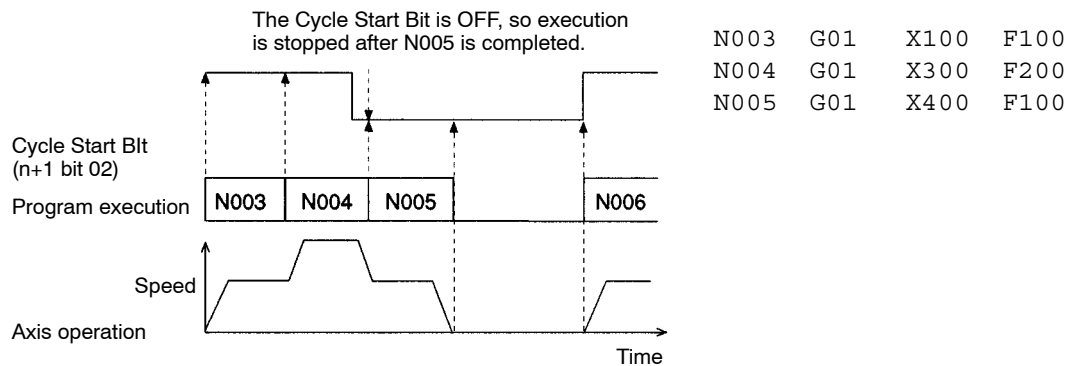 The Cycle Start Bit is OFF, so execution
is stopped after N005 is completed.
N003 G01 X100 F100
N004 G01 X300 F200
N005 G01 X400 F100
Cycle Start BIt
(n+1 bit 02)
Program execution
N003 N004 N005 N006
Speed
Axis operation
Time